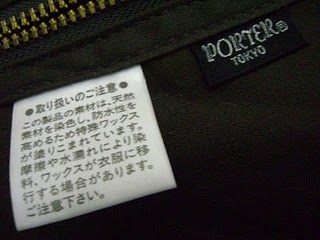 ●取り扱いのご注意●
この製品の素材は、天然
素材を染色し、防水性を
高めるため特殊ワックス
が塗りこまれています。
摩擦や水濡れにより染
料、ワックスが衣服に移
行する場合があります。
ご注意下さい。
PORTER
TOKYO